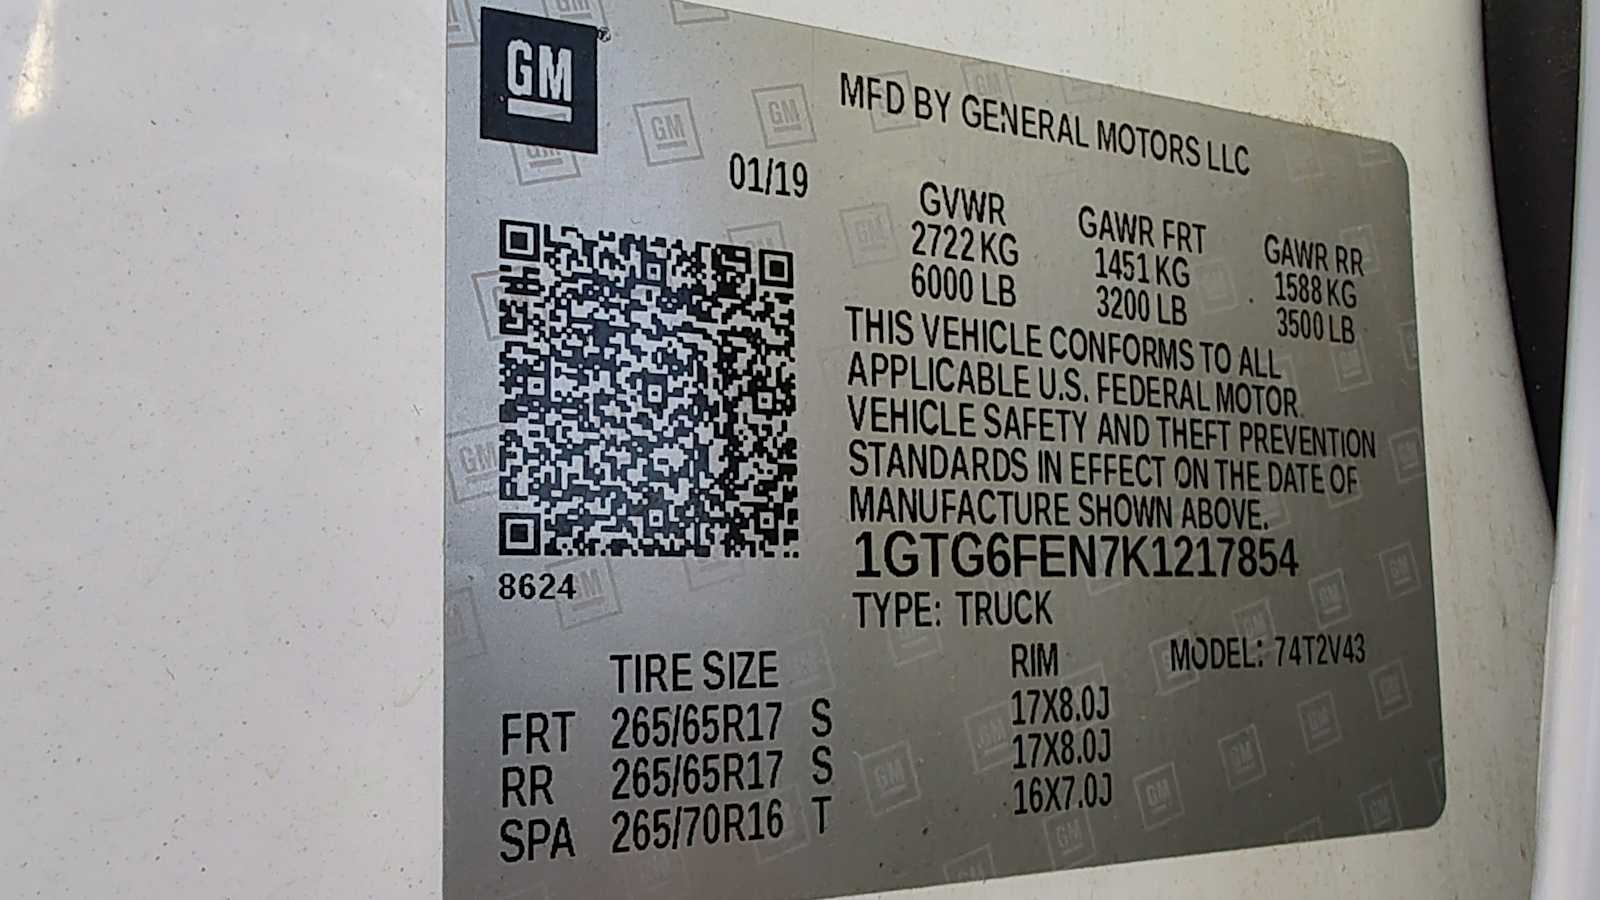 GM
MFD BY GENERAL MOTORS LLC
01/19
GVWR GAWR FRT GAWR RR
2722 KG 1451 KG 1588 KG
6000 LB 3200 LB 3500 LB
THIS VEHICLE CONFORMS TO ALL
APPLICABLE U.S. FEDERAL MOTOR
VEHICLE SAFETY AND THEFT PREVENTION
STANDARDS IN EFFECT ON THE DATE OF
MANUFACTURE SHOWN ABOVE.
1GTG6FEN7K1217854
8624
TYPE: TRUCK
TIRE SIZE RIM MODEL: 74T2V43
FRT 265/65R17 S 17X8.0J
RR 265/65R17 S 17X8.0J
SPA 265/70R16 T 16X7.0J